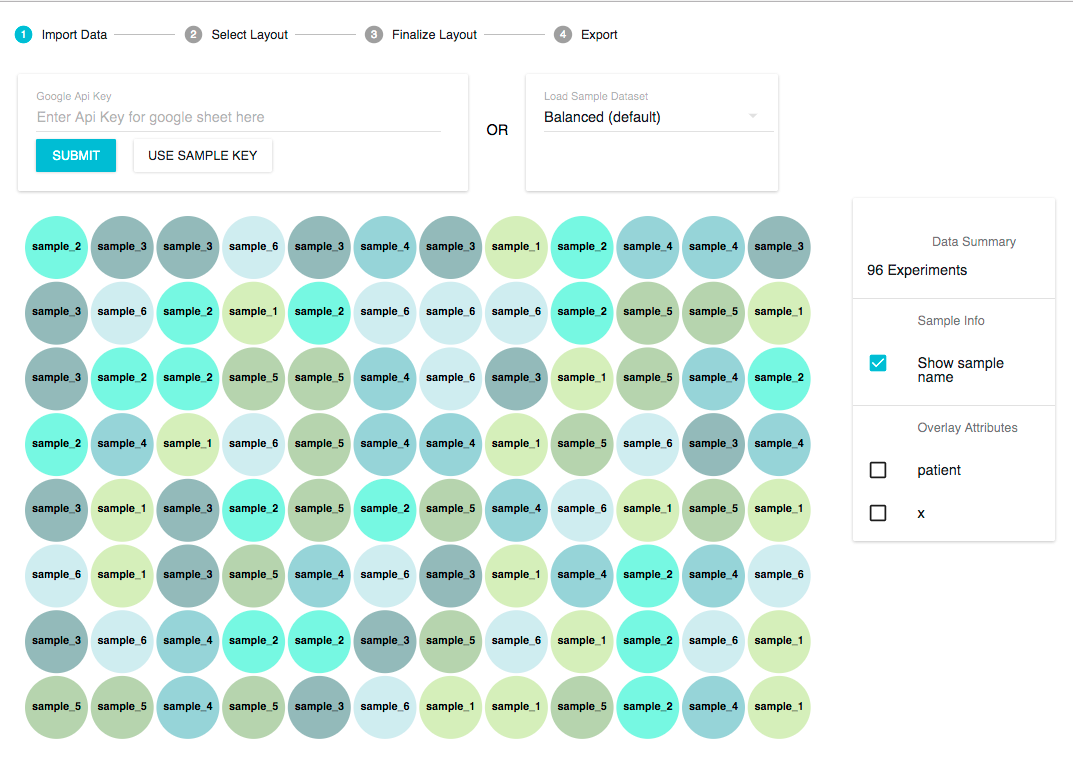 1 Import Data 2 Select Layout 3 Finalize Layout 4 Export
Google Api Key
Enter Api Key for google sheet here
SUBMIT USE SAMPLE KEY
OR
Load Sample Dataset
Balanced (default)
sample_2 sample_3 sample_3 sample_6 sample_3 sample_4 sample_3 sample_1 sample_2 sample_4 sample_4 sample_3
sample_3 sample_6 sample_2 sample_1 sample_2 sample_6 sample_6 sample_6 sample_2 sample_5 sample_5 sample_1
sample_3 sample_2 sample_2 sample_5 sample_5 sample_4 sample_6 sample_3 sample_1 sample_5 sample_4 sample_2
sample_2 sample_4 sample_1 sample_6 sample_5 sample_4 sample_4 sample_1 sample_5 sample_6 sample_3 sample_4
sample_3 sample_1 sample_3 sample_2 sample_5 sample_2 sample_5 sample_4 sample_6 sample_1 sample_5 sample_1
sample_6 sample_1 sample_3 sample_5 sample_4 sample_6 sample_3 sample_1 sample_4 sample_2 sample_4 sample_6
sample_3 sample_6 sample_4 sample_2 sample_2 sample_3 sample_5 sample_6 sample_1 sample_2 sample_6 sample_1
sample_5 sample_5 sample_4 sample_5 sample_3 sample_6 sample_1 sample_1 sample_5 sample_2 sample_4 sample_1
Data Summary
96 Experiments
Sample Info
Show sample
name
Overlay Attributes
patient
x